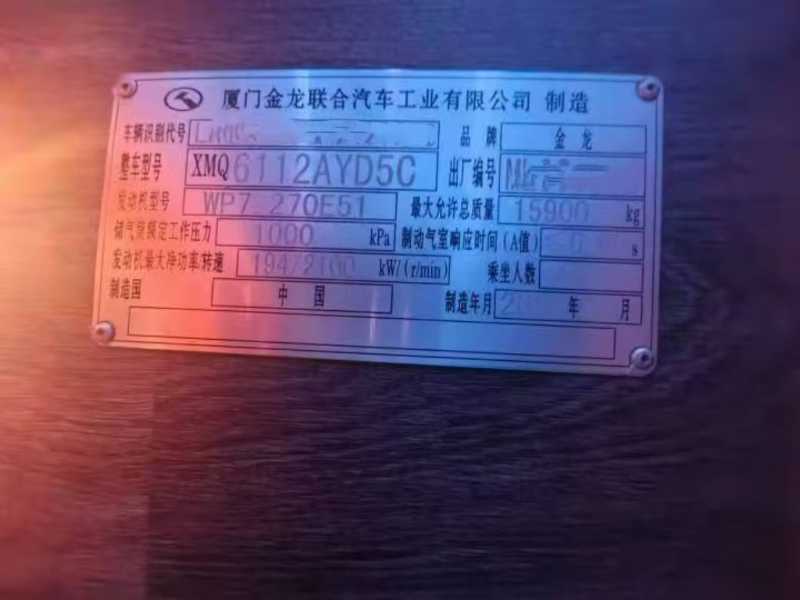 厦门金龙联合汽车工业有限公司 制造
车辆识别代号 品牌 金龙
整车型号 XMQ6112AYD5C 出厂编号
发动机型号 WP7.270E51 最大允许总质量 15900 kg
储气筒额定工作压力 1000 kPa 制动气室响应时间(A值) s
发动机最大净功率/转速 194/2100 kW/(r/min) 乘坐人数
制造国 中国 制造年月 年 月